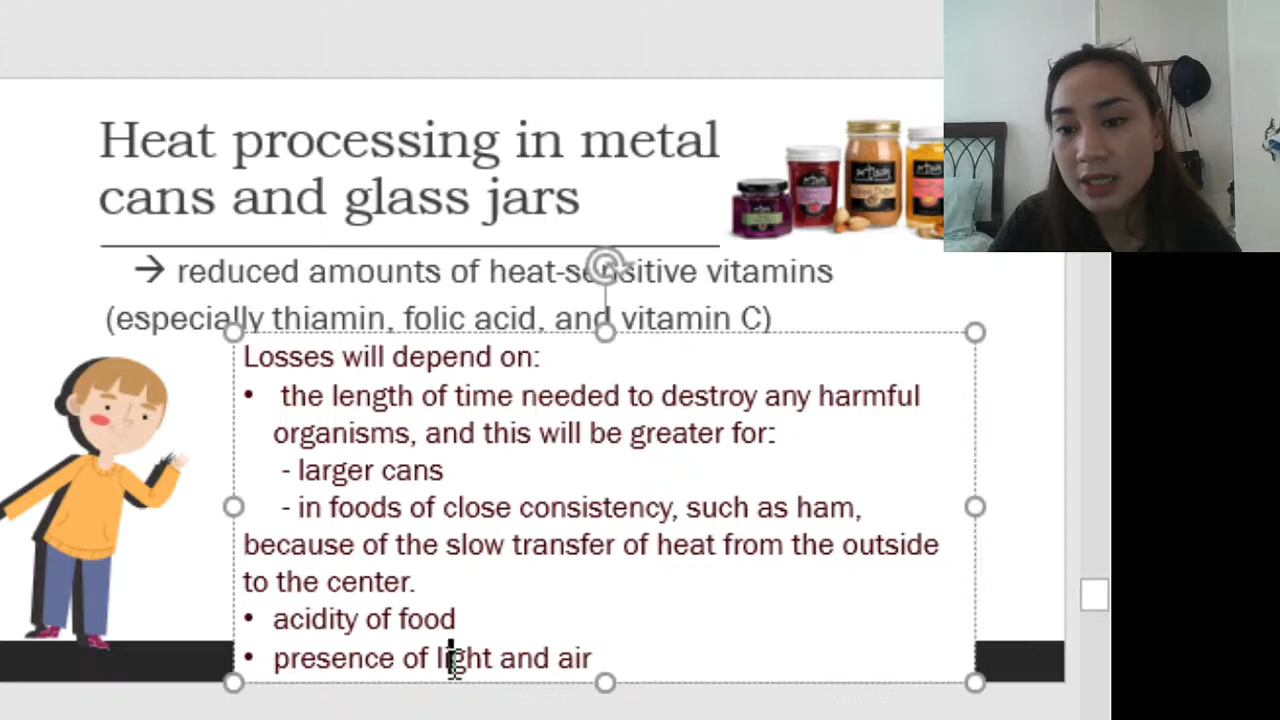 Heat processing in metal
cans and glass jars
→ reduced amounts of heat-sensitive vitamins
(especially thiamin, folic acid, and vitamin C)
Losses will depend on:
• the length of time needed to destroy any harmful
organisms, and this will be greater for:
- larger cans
- in foods of close consistency, such as ham,
because of the slow transfer of heat from the outside
to the center.
• acidity of food
• presence of light and air